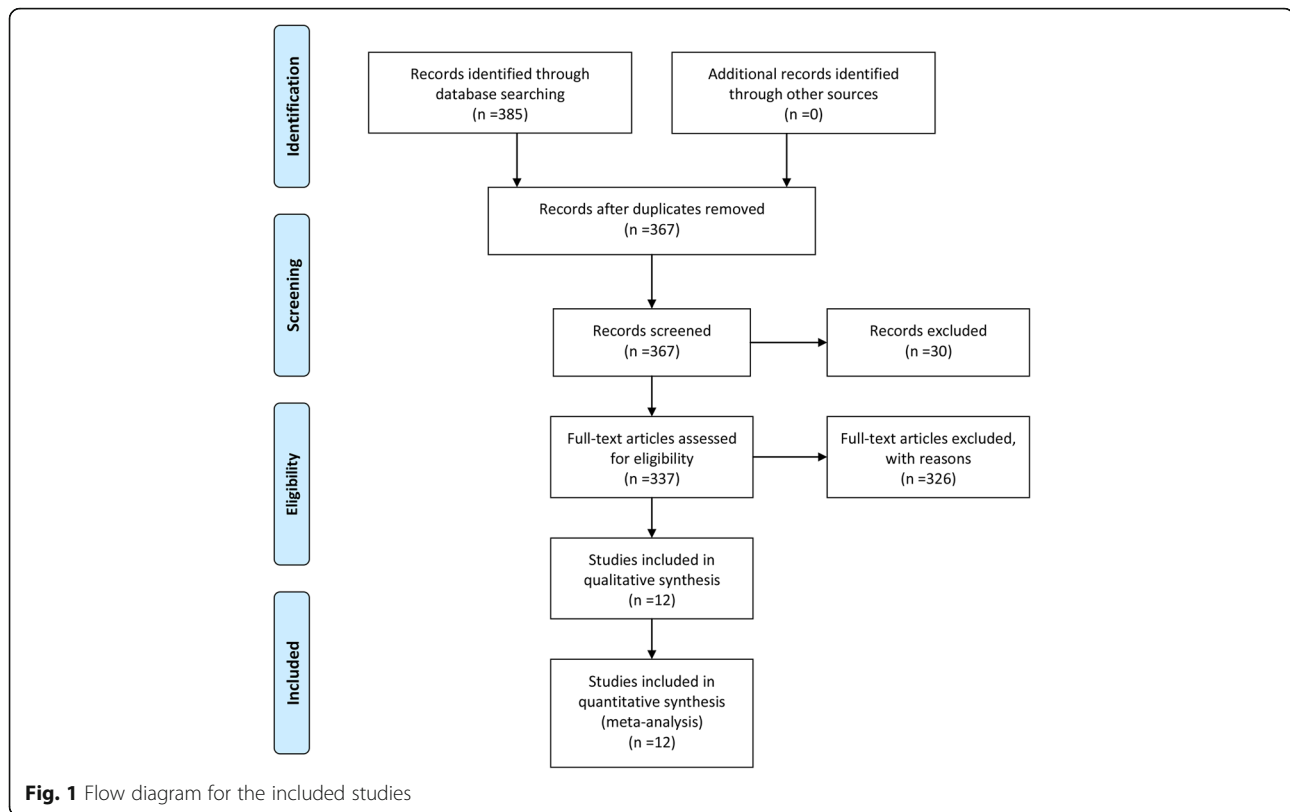 Identification
Records identified through
database searching
(n =385)
Additional records identified
through other sources
(n =0)
Records after duplicates removed
(n =367)
Screening
Records screened
(n =367)
Records excluded
(n =30)
Eligibility
Full-text articles assessed
for eligibility
(n =337)
Full-text articles excluded,
with reasons
(n =326)
Studies included in
qualitative synthesis
(n =12)
Included
Studies included in
quantitative synthesis
(meta-analysis)
(n =12)
Fig. 1 Flow diagram for the included studies